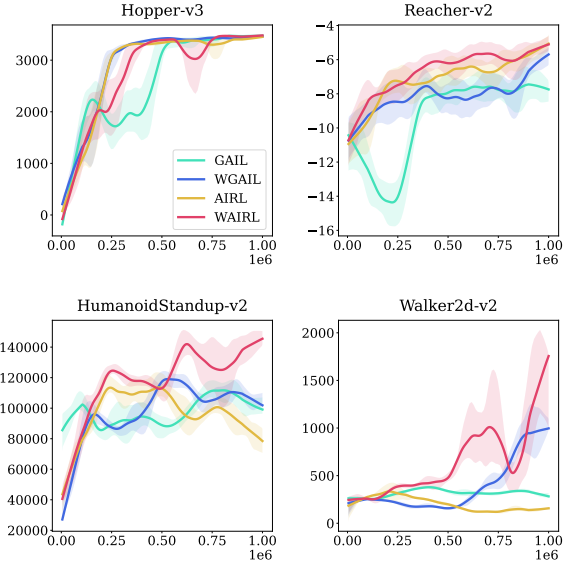 Hopper-v3
3000
2000
1000
0
GAIL
WGAIL
AIRL
WAIRL
0.00 0.25 0.50 0.75 1.00
1e6
Reacher-v2
−4
−6
−8
−10
−12
−14
−16
0.00 0.25 0.50 0.75 1.00
1e6
HumanoidStandup-v2
140000
120000
100000
80000
60000
40000
20000
0.00 0.25 0.50 0.75 1.00
1e6
Walker2d-v2
2000
1500
1000
500
0
0.00 0.25 0.50 0.75 1.00
1e6